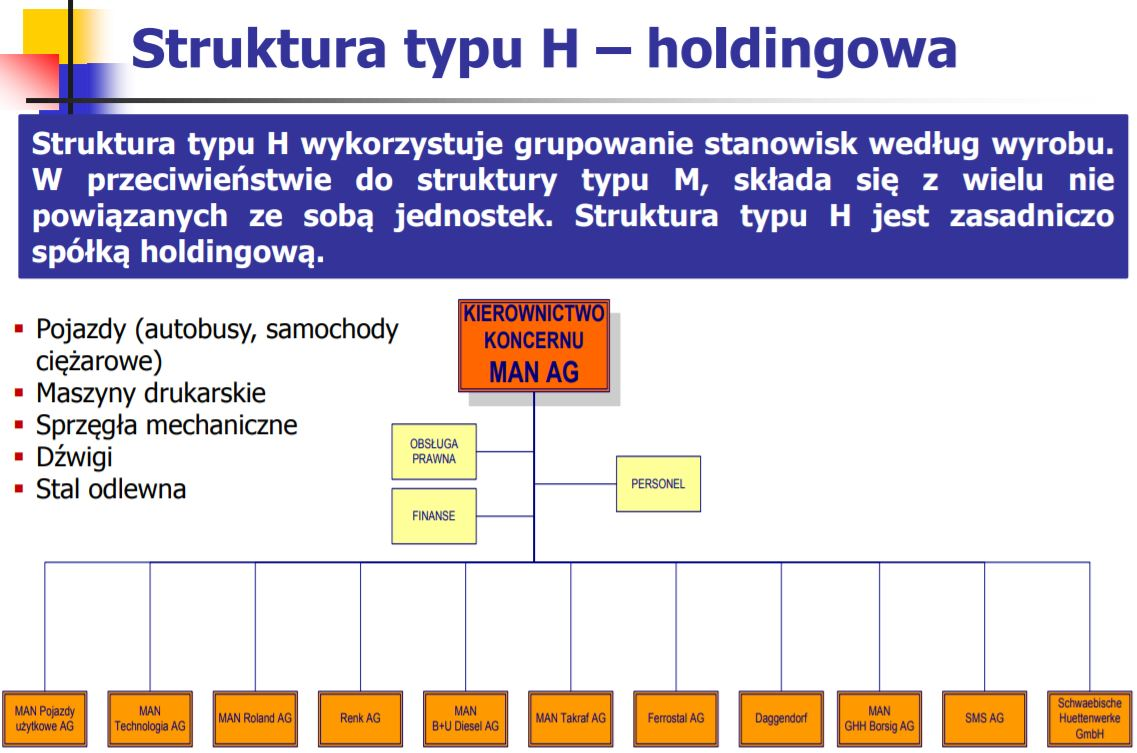 Struktura typu H – holdingowa
Struktura typu H wykorzystuje grupowanie stanowisk według wyrobu.
W przeciwieństwie do struktury typu M, składa się z wielu nie
powiązanych ze sobą jednostek. Struktura typu H jest zasadniczo
spółką holdingową.
Pojazdy (autobusy, samochody
ciężarowe)
Maszyny drukarskie
Sprzęgła mechaniczne
Dźwigi
Stal odlewna
KIEROWNICTWO
KONCERNU
MAN AG
OBSŁUGA
PRAWNA
PERSONEL
FINANSE
MAN Pojazdy
użytkowe AG
MAN
Technologia AG
MAN Roland AG
Renk AG
MAN
B+U Diesel AG
MAN Takraf AG
Ferrostal AG
Daggendorf
MAN
GHH Borsig AG
SMS AG
Schwaebische
Huettenwerke
GmbH